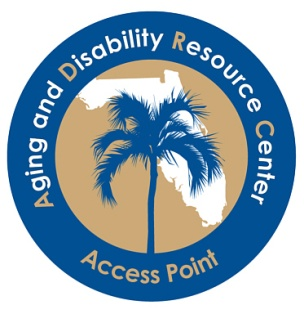 Aging and Disability Resource Center
Access Point